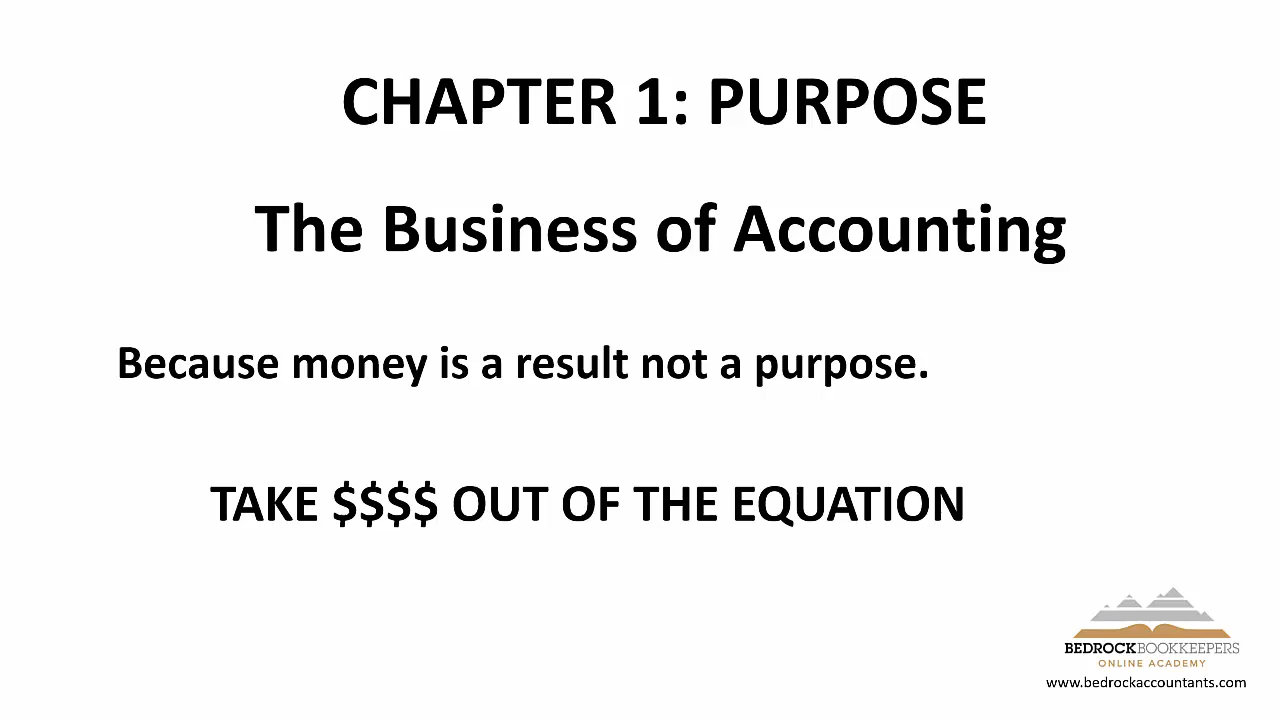 CHAPTER 1: PURPOSE
The Business of Accounting
Because money is a result not a purpose.
TAKE $$$$ OUT OF THE EQUATION
BEDROCKBOOKKEEPERS
ONLINE ACADEMY
www.bedrockaccountants.com